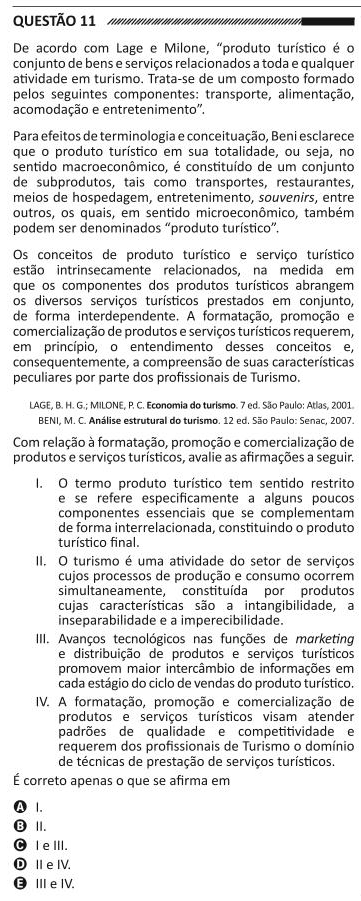 QUESTÃO 11
De acordo com Lage e Milone, “produto turístico é o
conjunto de bens e serviços relacionados a toda e qualquer
atividade em turismo. Trata-se de um composto formado
pelos seguintes componentes: transporte, alimentação,
acomodação e entretenimento”.
Para efeitos de terminologia e conceituação, Beni esclarece
que o produto turístico em sua totalidade, ou seja, no
sentido macroeconômico, é constituído de um conjunto
de subprodutos, tais como transportes, restaurantes,
meios de hospedagem, entretenimento, souvenirs, entre
outros, os quais, em sentido microeconômico, também
podem ser denominados “produto turístico”.
Os conceitos de produto turístico e serviço turístico
estão intrinsecamente relacionados, na medida em
que os componentes dos produtos turísticos abrangem
os diversos serviços turísticos prestados em conjunto,
de forma interdependente. A formatação, promoção e
comercialização de produtos e serviços turísticos requerem,
em princípio, o entendimento desses conceitos e,
consequentemente, a compreensão de suas características
peculiares por parte dos profissionais de Turismo.
LAGE, B. H. G.; MILONE, P. C. Economia do turismo. 7 ed. São Paulo: Atlas, 2001.
BENI, M. C. Análise estrutural do turismo. 12 ed. São Paulo: Senac, 2007.
Com relação à formatação, promoção e comercialização de
produtos e serviços turísticos, avalie as afirmações a seguir.
I. O termo produto turístico tem sentido restrito
e se refere especificamente a alguns poucos
componentes essenciais que se complementam
de forma interrelacionada, constituindo o produto
turístico final.
II. O turismo é uma atividade do setor de serviços
cujos processos de produção e consumo ocorrem
simultaneamente, constituída por produtos
cujas características são a intangibilidade, a
inseparabilidade e a imperecibilidade.
III. Avanços tecnológicos nas funções de marketing
e distribuição de produtos e serviços turísticos
promovem maior intercâmbio de informações em
cada estágio do ciclo de vendas do produto turístico.
IV. A formatação, promoção e comercialização de
produtos e serviços turísticos visam atender
padrões de qualidade e competitividade e
requerem dos profissionais de Turismo o domínio
de técnicas de prestação de serviços turísticos.
É correto apenas o que se afirma em
A I.
B II.
C I e III.
D II e IV.
E III e IV.